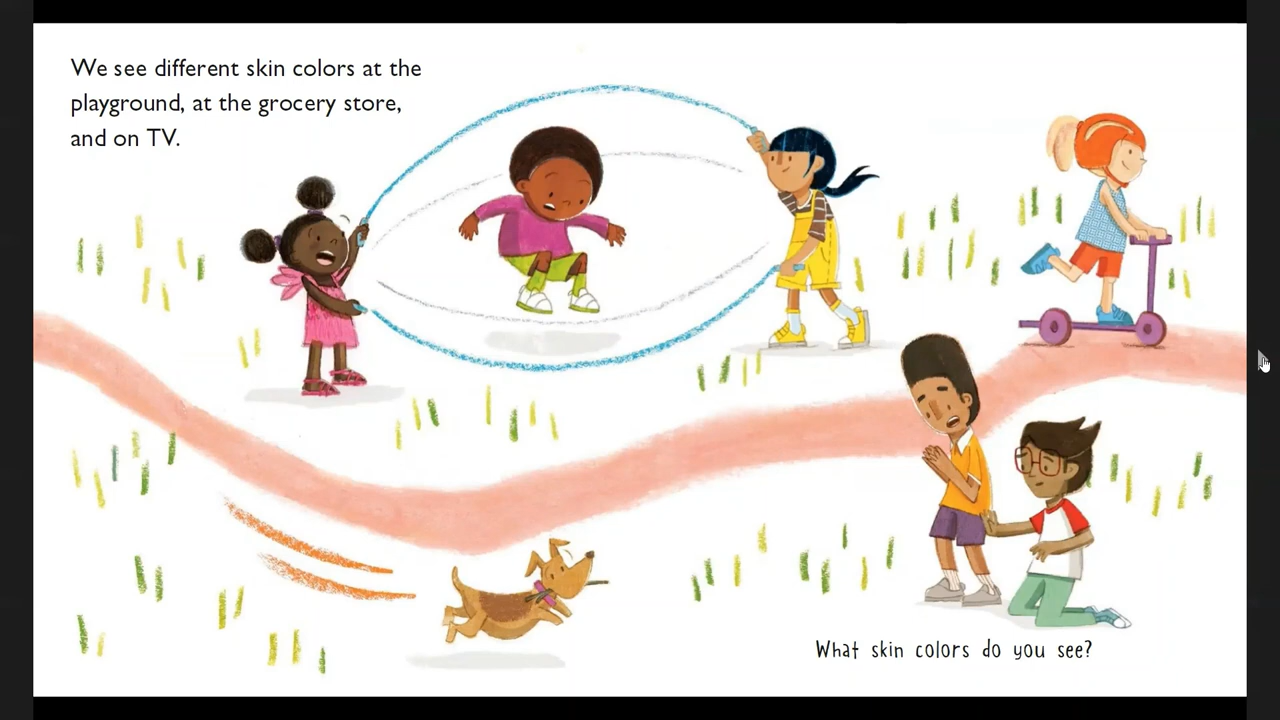 We see different skin colors at the
playground, at the grocery store,
and on TV.
What skin colors do you see?